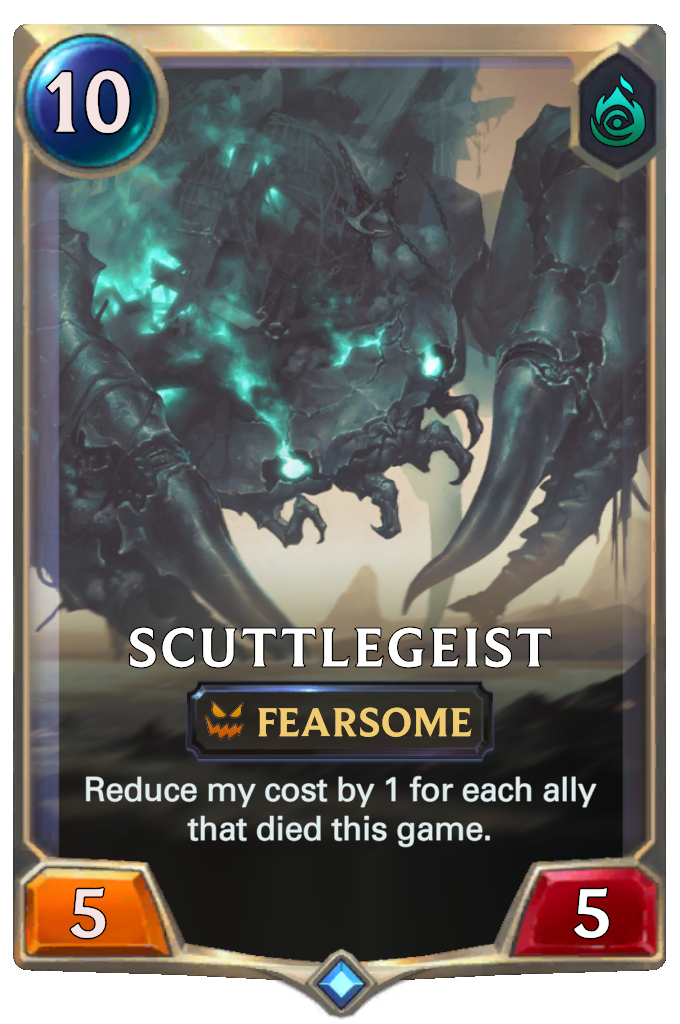 10
SCUTTLEGEIST
FEARSOME
Reduce my cost by 1 for each ally
that died this game.
5
5